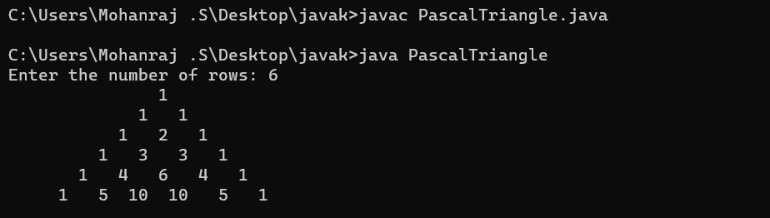 C:\Users\Mohanraj .S\Desktop\javak>javac PascalTriangle.java
C:\Users\Mohanraj .S\Desktop\javak>java PascalTriangle
Enter the number of rows: 6
               1
             1   1
           1   2   1
         1   3   3   1
       1   4   6   4   1
     1   5  10  10   5   1